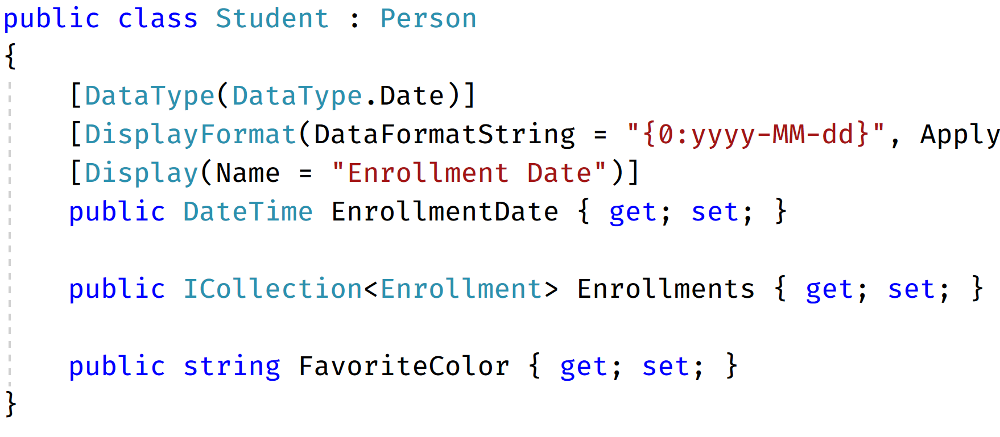 public class Student : Person
{
    [DataType(DataType.Date)]
    [DisplayFormat(DataFormatString = "{0:yyyy-MM-dd}", Apply
    [Display(Name = "Enrollment Date")]
    public DateTime EnrollmentDate { get; set; }
    public ICollection<Enrollment> Enrollments { get; set; }
    public string FavoriteColor { get; set; }
}